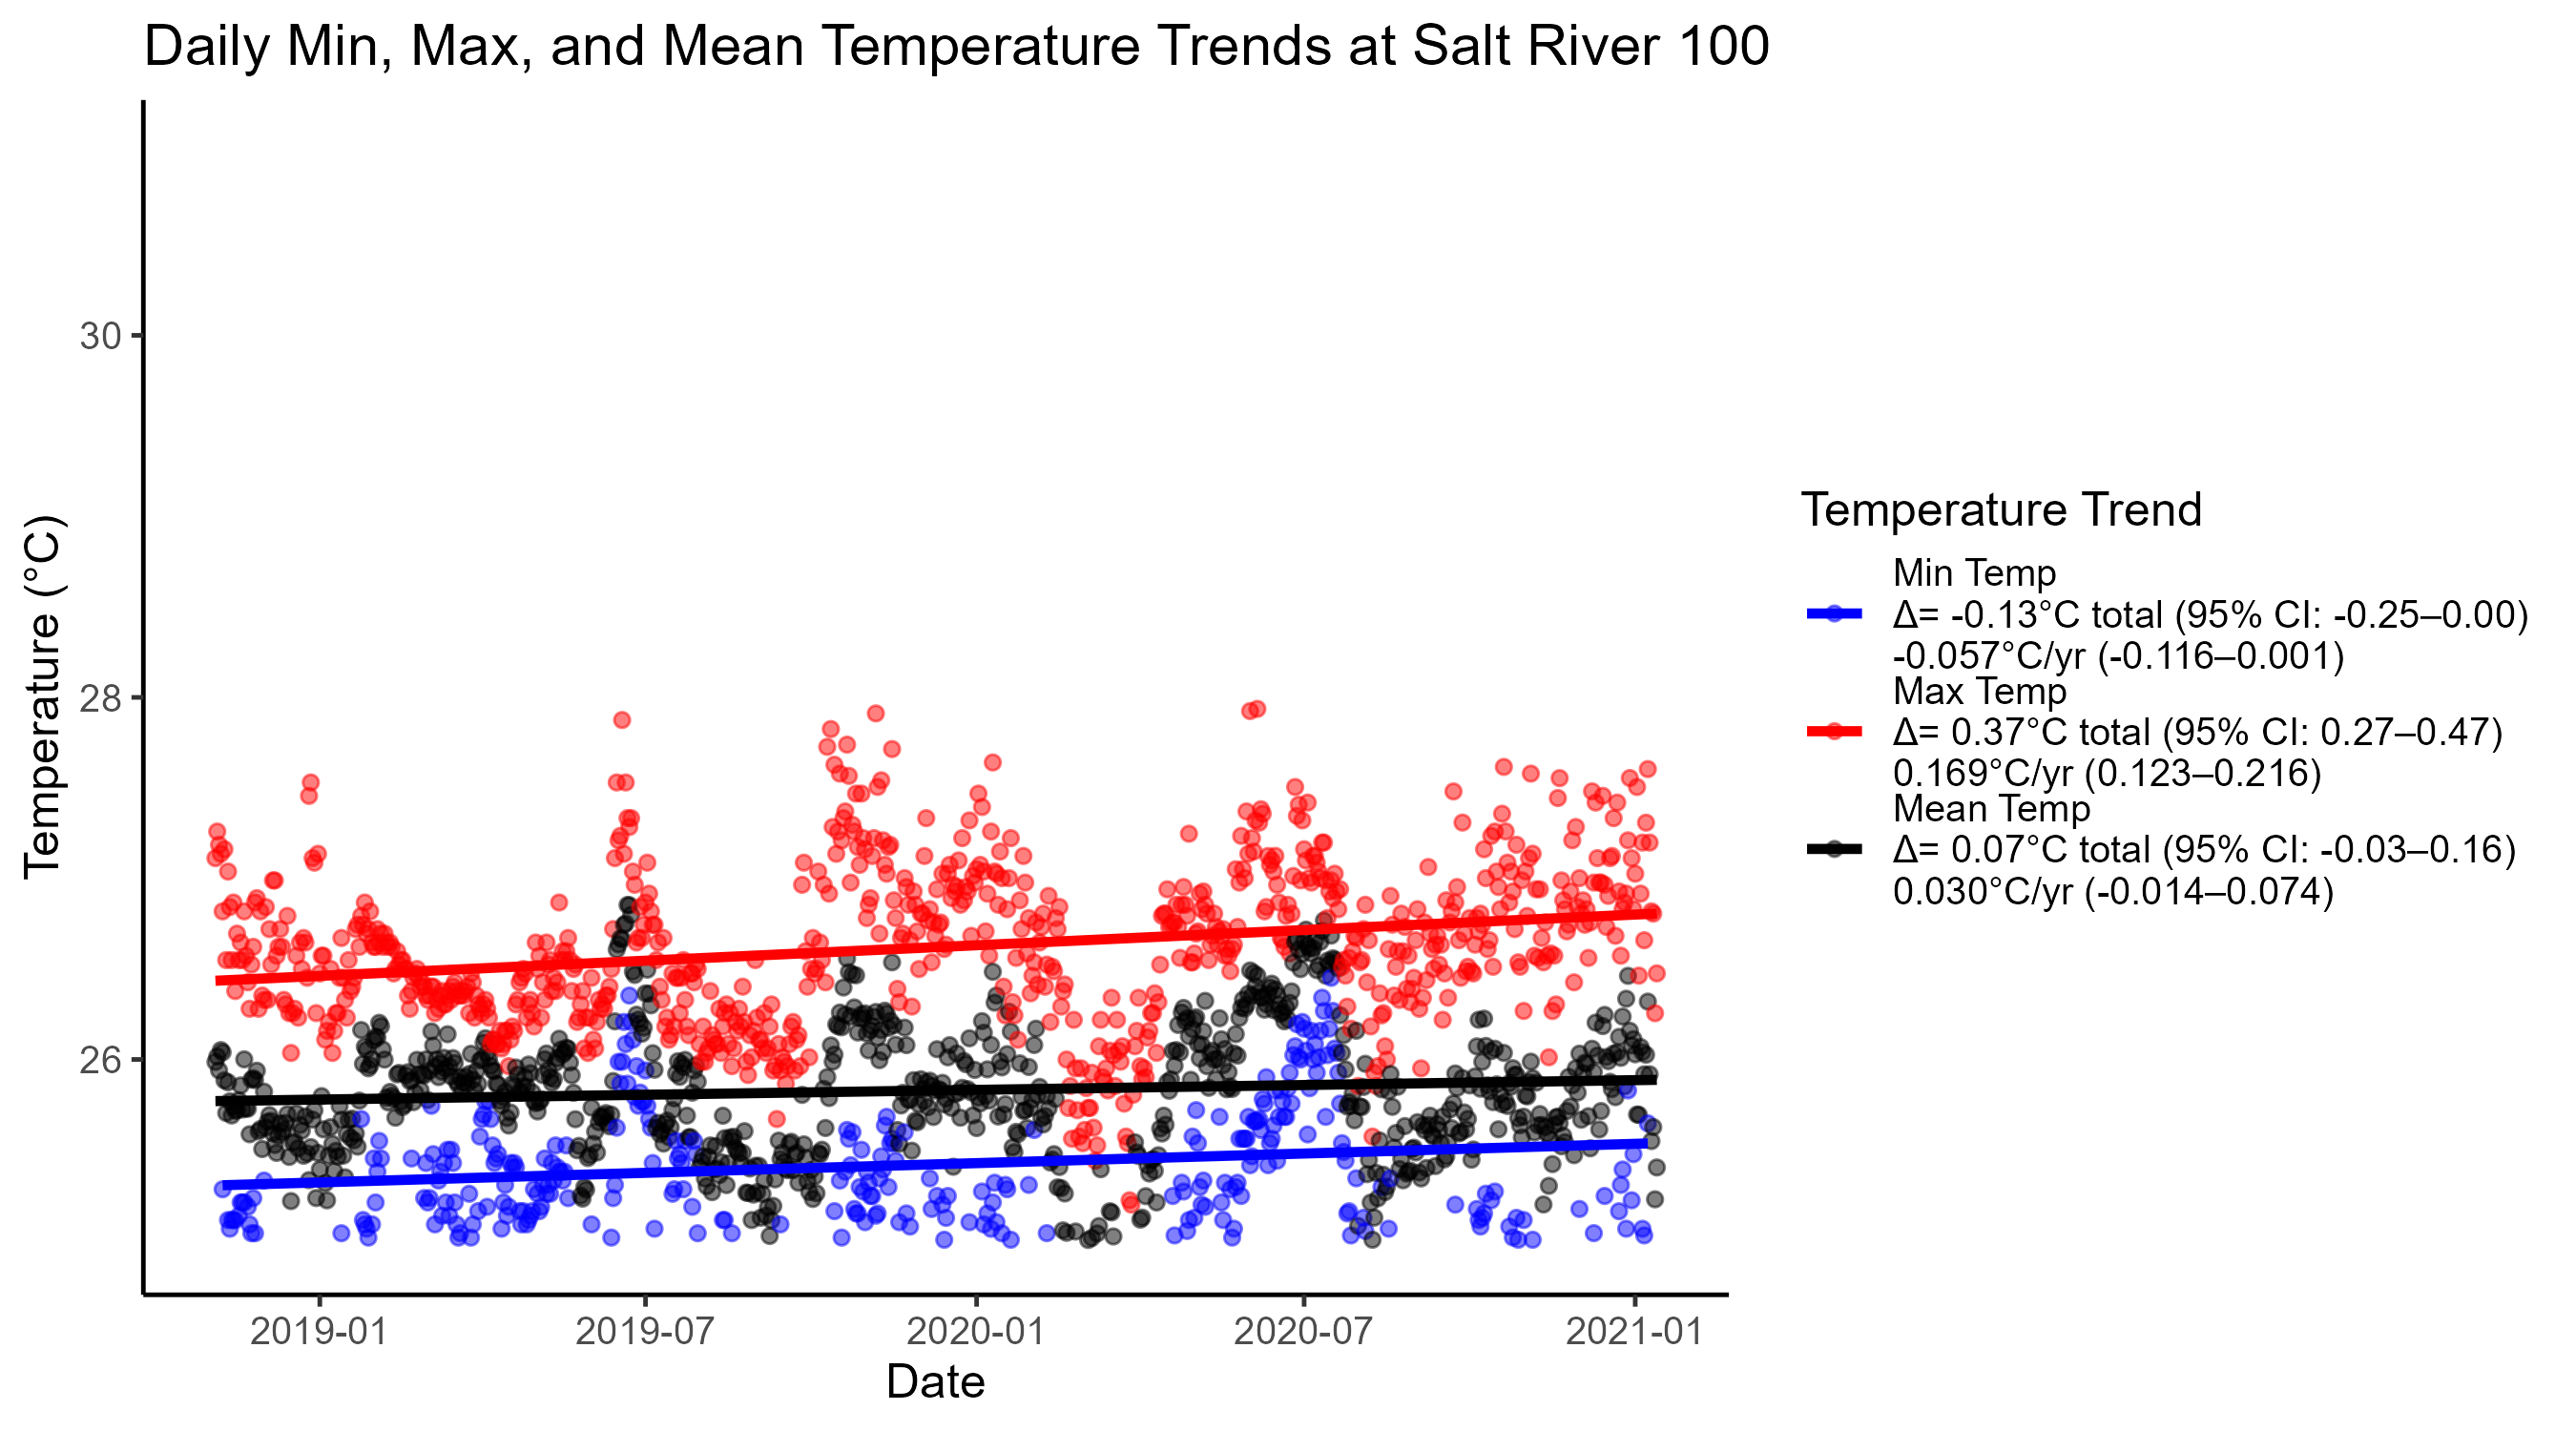 Daily Min, Max, and Mean Temperature Trends at Salt River 100
Temperature (°C)
30
28
26
2019-01
2019-07
2020-01
2020-07
2021-01
Date
Temperature Trend
Min Temp
Δ= -0.13°C total (95% CI: -0.25–0.00)
-0.057°C/yr (-0.116–0.001)
Max Temp
Δ= 0.37°C total (95% CI: 0.27–0.47)
0.169°C/yr (0.123–0.216)
Mean Temp
Δ= 0.07°C total (95% CI: -0.03–0.16)
0.030°C/yr (-0.014–0.074)